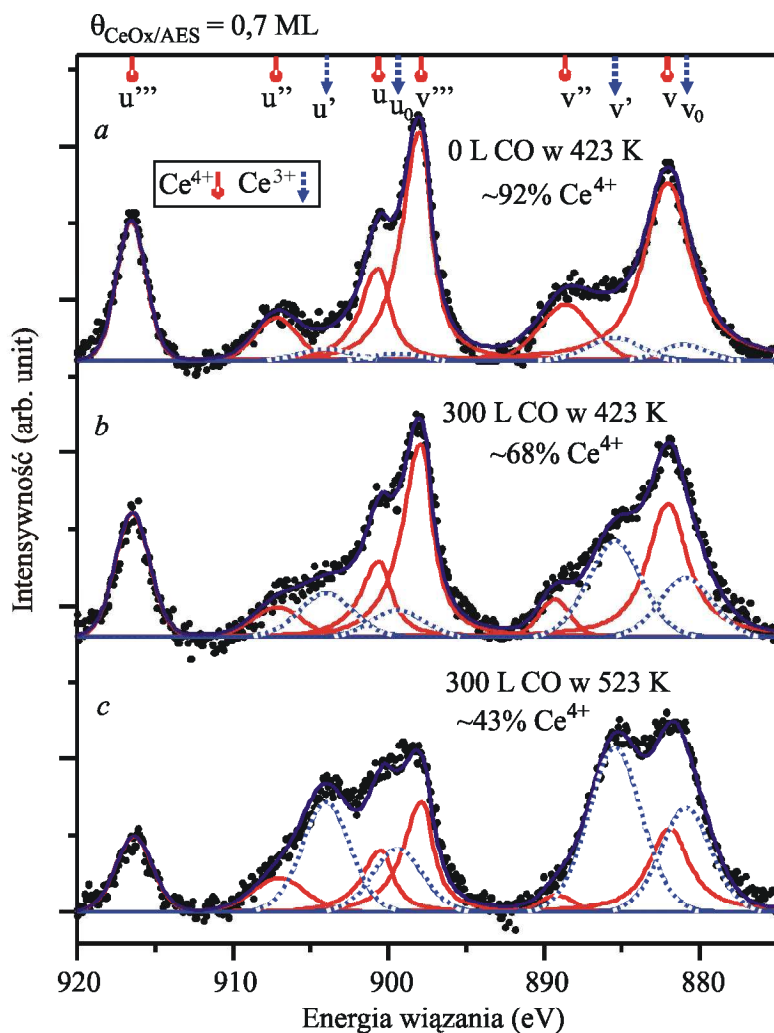 θCeOx/AES = 0,7 ML
u''' u'' u' u u₀ v''' v'' v' v v₀
a
0 L CO w 423 K
~92% Ce⁴⁺
Ce⁴⁺ Ce³⁺
b
300 L CO w 423 K
~68% Ce⁴⁺
c
300 L CO w 523 K
~43% Ce⁴⁺
Intensywność (arb. unit)
920 910 900 890 880
Energia wiązania (eV)